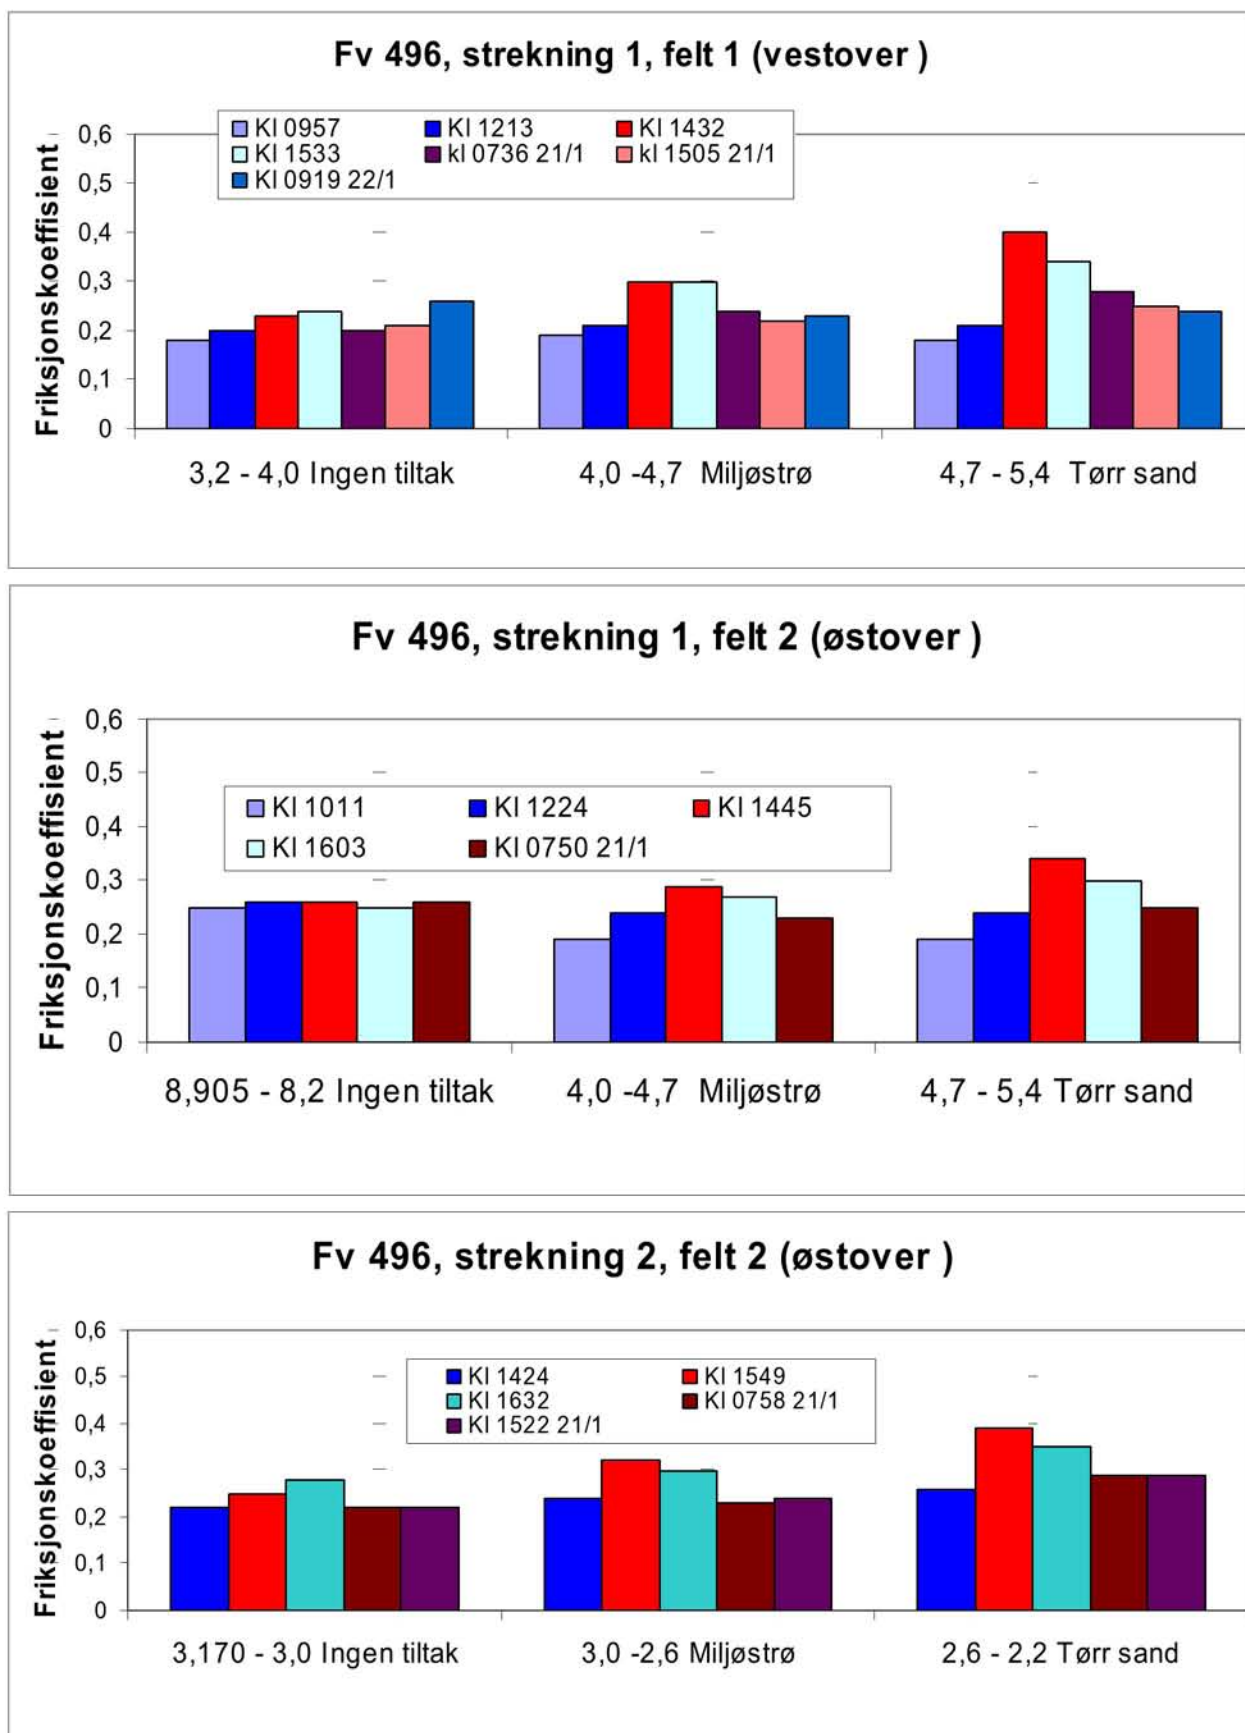 Fv 496, strekning 1, felt 1 (vestover )
Kl 0957 Kl 1213 Kl 1432
Kl 1533 kl 0736 21/1 kl 1505 21/1
Kl 0919 22/1
Friksjonskoeffisient
0,6
0,5
0,4
0,3
0,2
0,1
0
3,2 - 4,0 Ingen tiltak 4,0 -4,7 Miljøstrø 4,7 - 5,4 Tørr sand
Fv 496, strekning 1, felt 2 (østover )
Kl 1011 Kl 1224 Kl 1445
Kl 1603 Kl 0750 21/1
Friksjonskoeffisient
0,6
0,5
0,4
0,3
0,2
0,1
0
8,905 - 8,2 Ingen tiltak 4,0 -4,7 Miljøstrø 4,7 - 5,4 Tørr sand
Fv 496, strekning 2, felt 2 (østover )
Kl 1424 Kl 1549
Kl 1632 Kl 0758 21/1
Kl 1522 21/1
Friksjonskoeffisient
0,6
0,5
0,4
0,3
0,2
0,1
0
3,170 - 3,0 Ingen tiltak 3,0 -2,6 Miljøstrø 2,6 - 2,2 Tørr sand